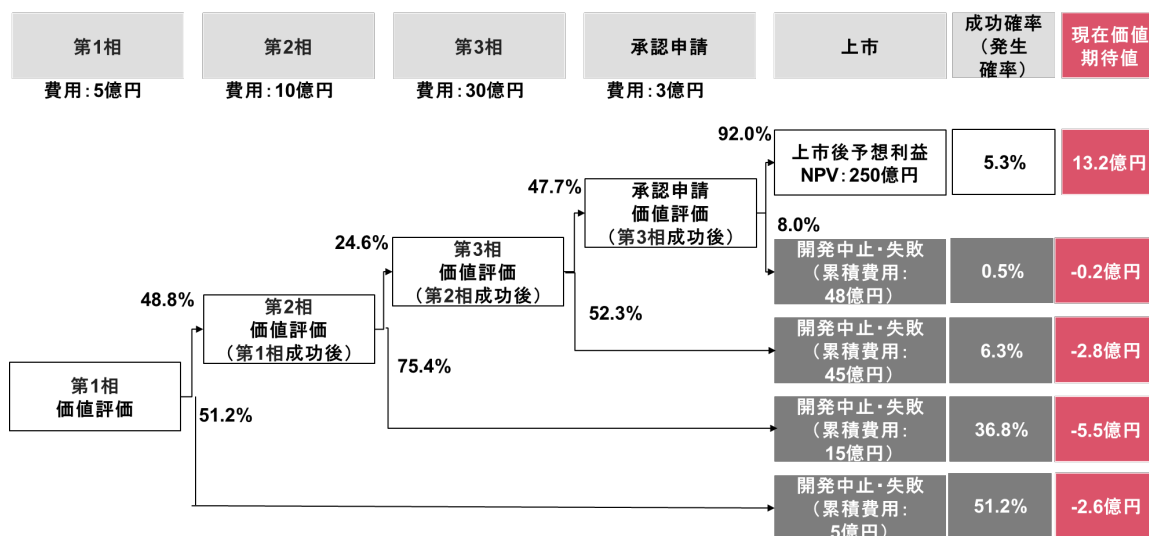 第1相
第2相
第3相
承認申請
上市
成功確率
(発生
確率)
現在価値
期待値
費用:5億円
費用:10億円
費用:30億円
費用:3億円
92.0%
上市後予想利益
NPV:250億円
5.3%
13.2億円
47.7%
承認申請
価値評価
(第3相成功後)
8.0%
開発中止・失敗
(累積費用:
48億円)
0.5%
-0.2億円
24.6%
第3相
価値評価
(第2相成功後)
52.3%
開発中止・失敗
(累積費用:
45億円)
6.3%
-2.8億円
48.8%
第2相
価値評価
(第1相成功後)
75.4%
開発中止・失敗
(累積費用:
15億円)
36.8%
-5.5億円
第1相
価値評価
51.2%
開発中止・失敗
(累積費用:
5億円)
51.2%
-2.6億円